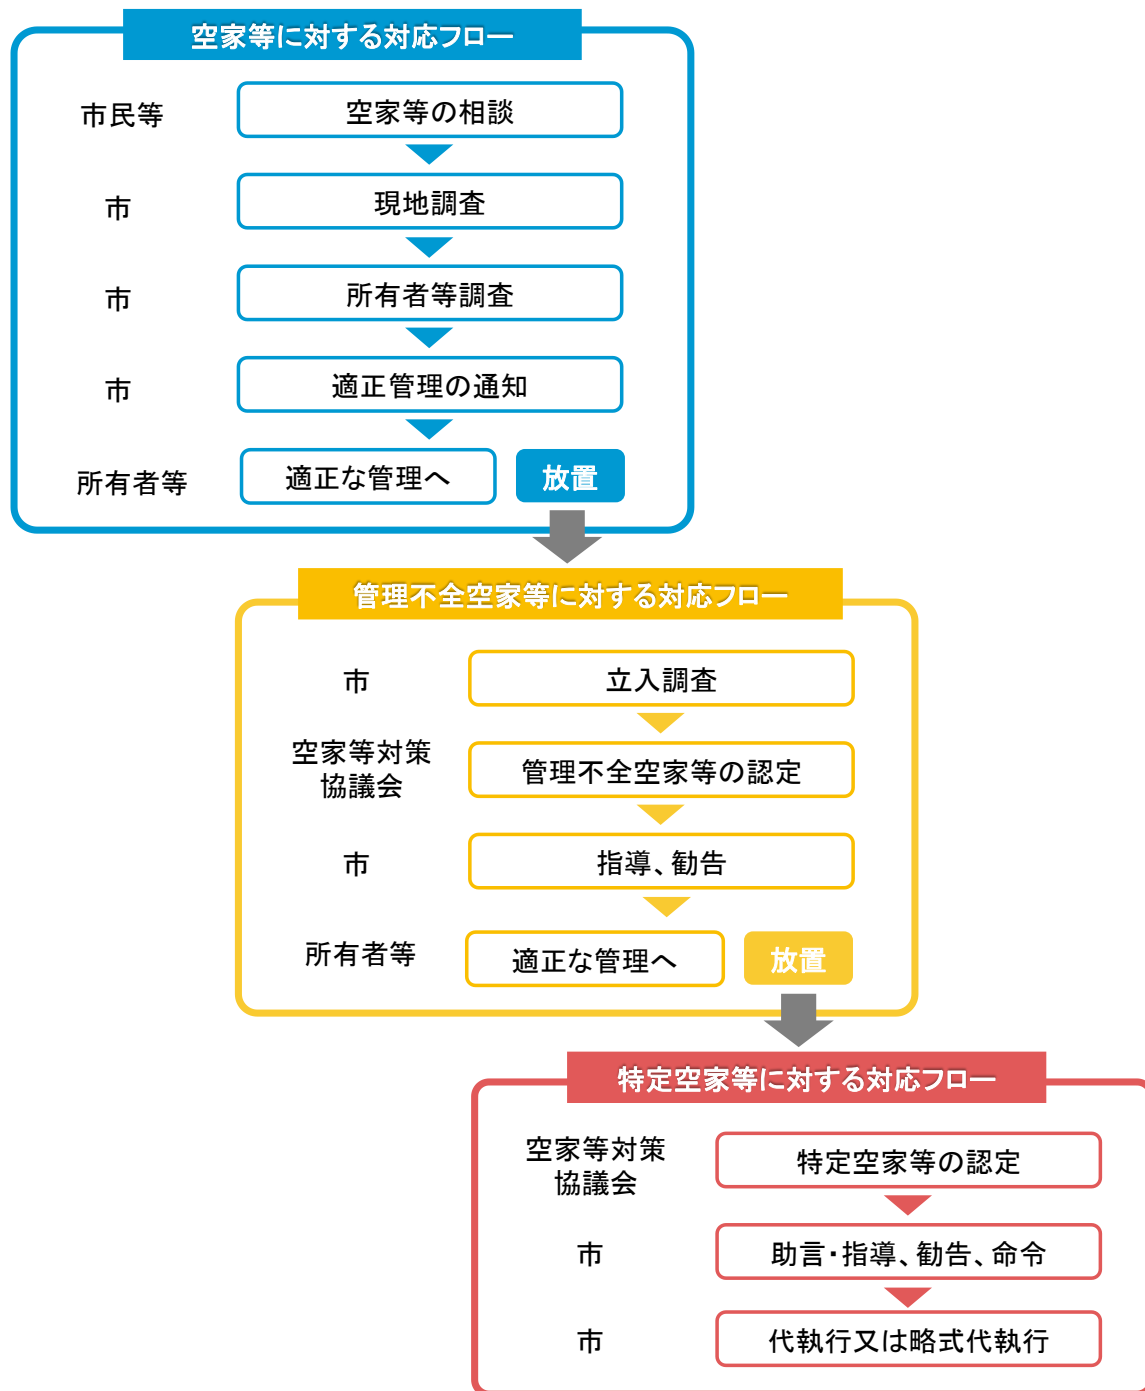 空家等に対する対応フロー
市民等
空家等の相談
市
現地調査
市
所有者等調査
市
適正管理の通知
所有者等
適正な管理へ
放置
管理不全空家等に対する対応フロー
市
立入調査
空家等対策
協議会
管理不全空家等の認定
市
指導、勧告
所有者等
適正な管理へ
放置
特定空家等に対する対応フロー
空家等対策
協議会
特定空家等の認定
市
助言・指導、勧告、命令
市
代執行又は略式代執行